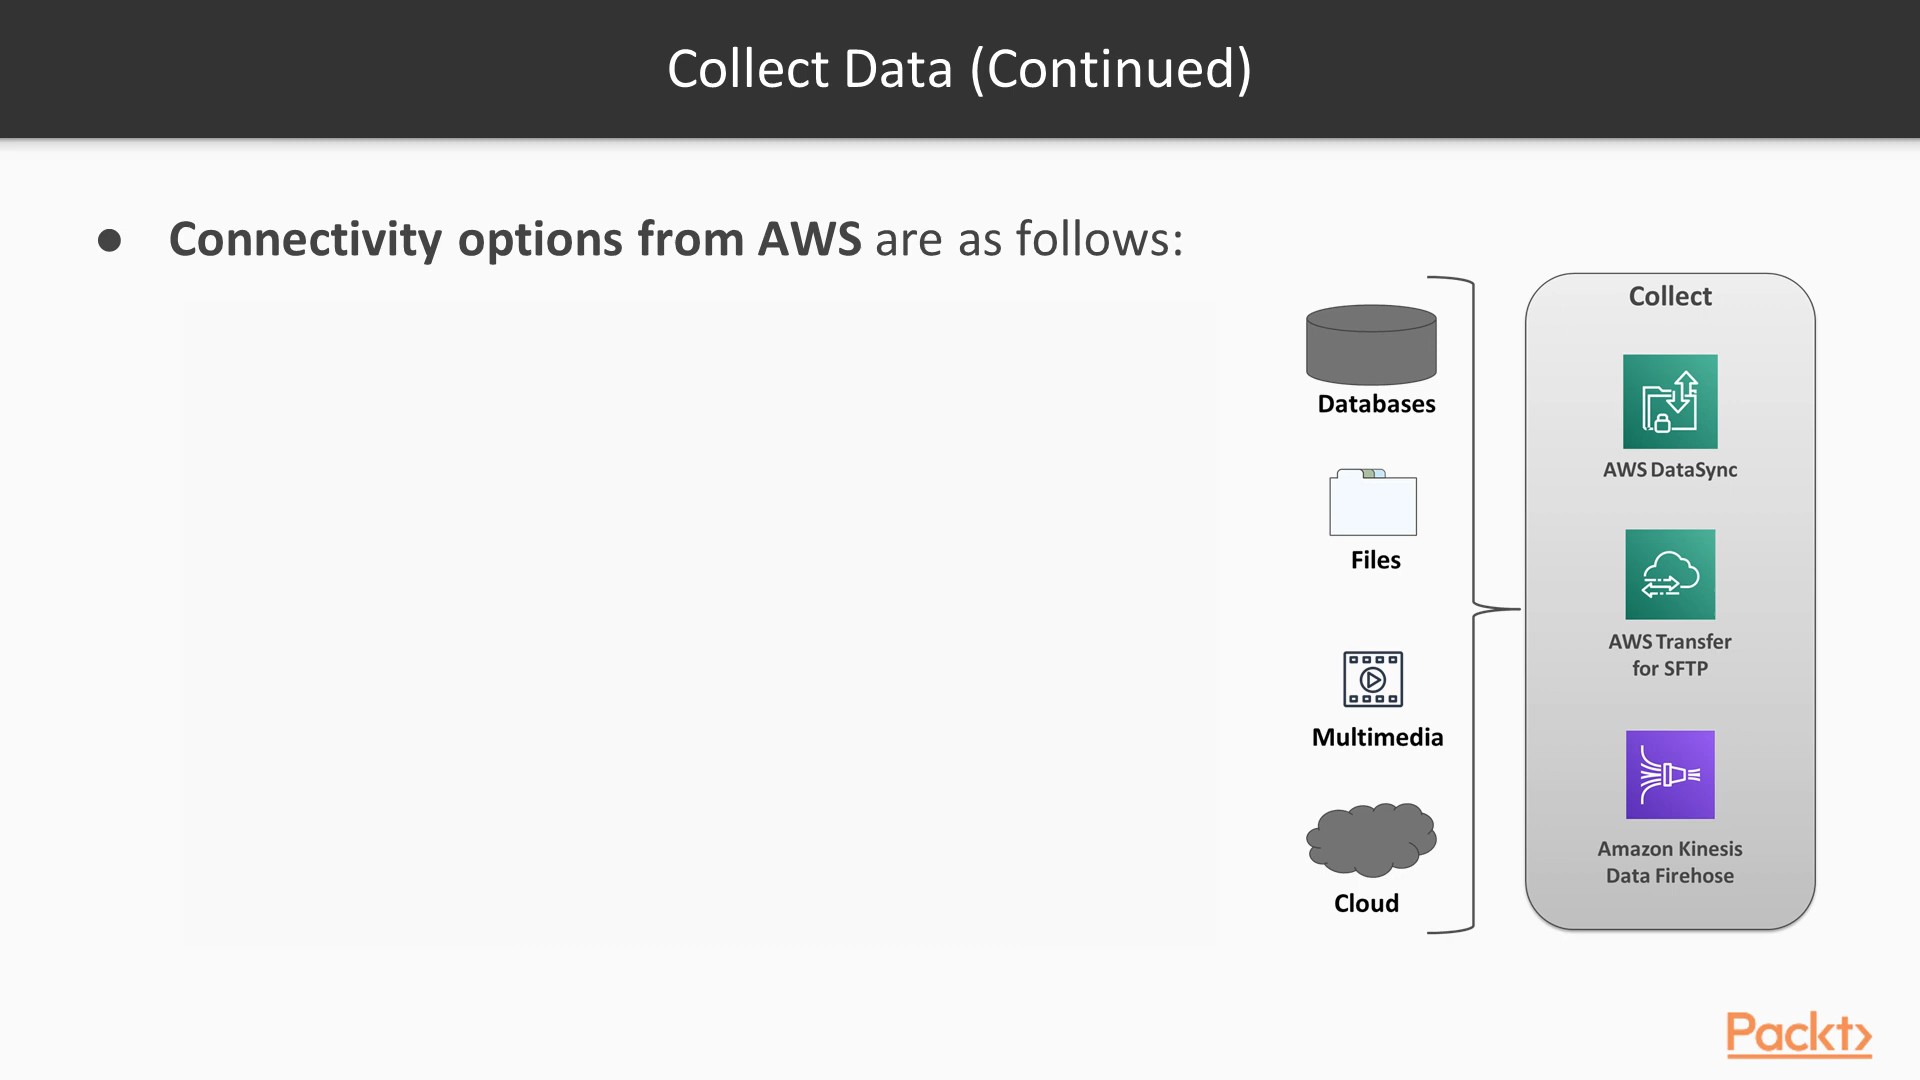 Collect Data (Continued)
● Connectivity options from AWS are as follows:
Databases
Files
Multimedia
Cloud
Collect
AWS DataSync
AWS Transfer
for SFTP
Amazon Kinesis
Data Firehose
Packt>